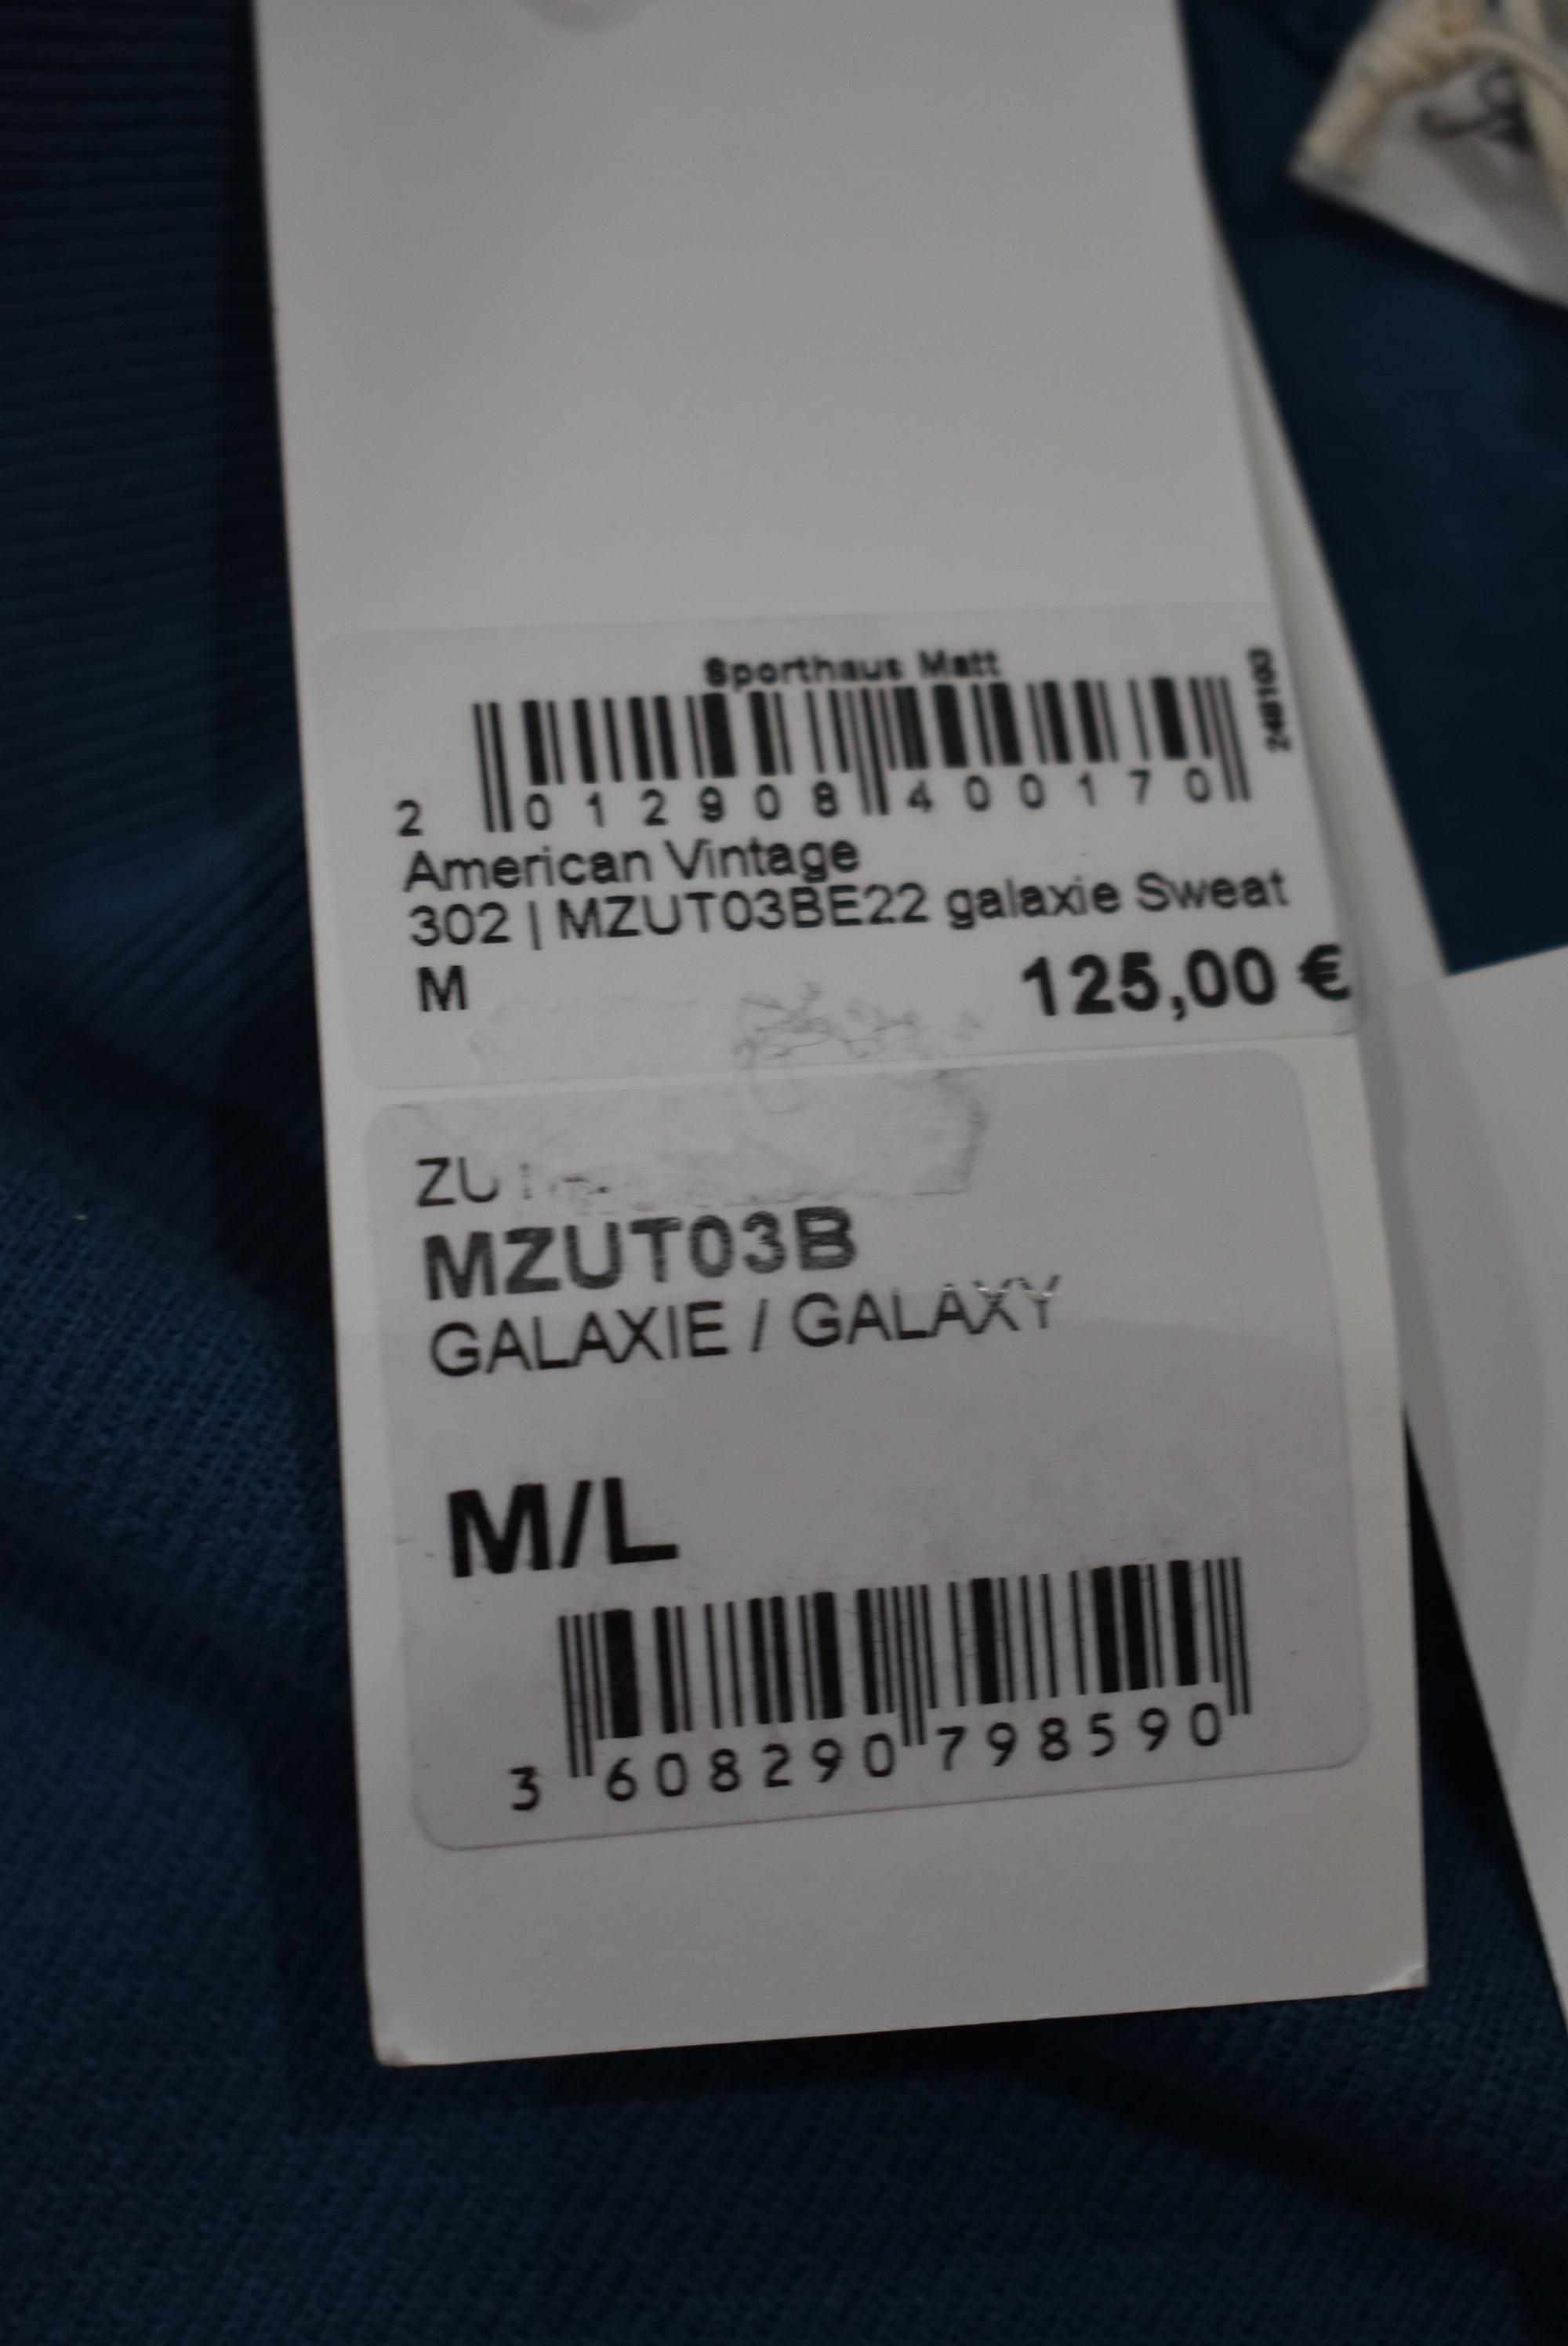 Sporthaus Matt
2 012908 400170
American Vintage
302 | MZUT03BE22 galaxie Sweat
M 125,00 €
MZUT03B
GALAXIE / GALAXY
M/L
3 608290 798590